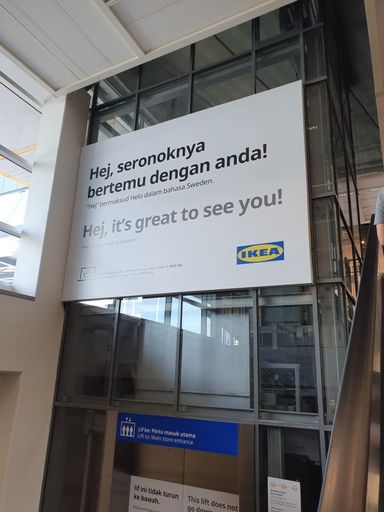 Hej, seronoknya
bertemu dengan anda!
"Hej" bermaksud Helo dalam bahasa Sweden.
Hej, it's great to see you!
IKEA
Lif ke: Pintu masuk utama
Lift to: Main store entrance
lif ini tidak turun
ke bawah.
This lift does not
go down